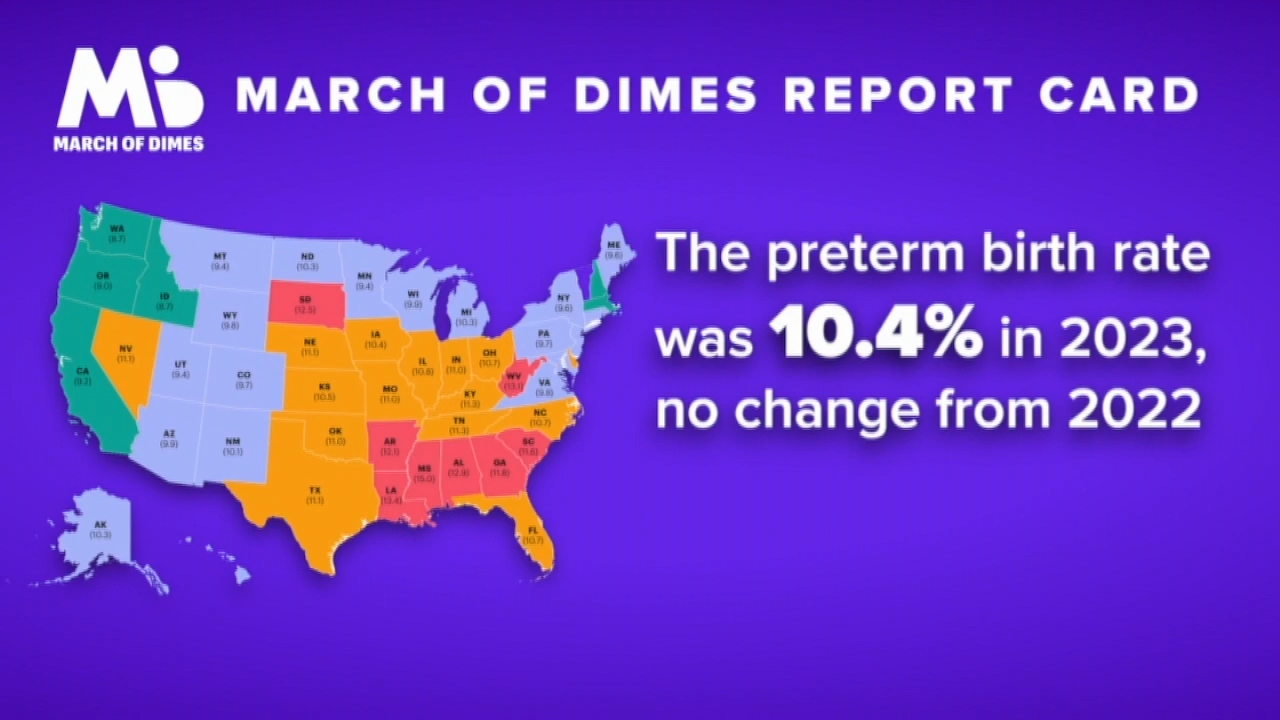 MARCH OF DIMES
MARCH OF DIMES REPORT CARD
The preterm birth rate
was 10.4% in 2023,
no change from 2022
WA
(8.7)
OR
(9.0)
ID
(8.7)
MT
(9.4)
ND
(10.3)
MN
(9.4)
SD
(12.5)
WI
(9.9)
MI
(10.3)
WY
(9.6)
NV
(11.1)
CA
(9.2)
UT
(9.4)
CO
(9.7)
NE
(11.1)
IA
(10.4)
IL
(10.8)
IN
(11.0)
OH
(10.7)
PA
(9.7)
NY
(9.6)
ME
(9.6)
WV
(13.1)
VA
(9.8)
KS
(10.5)
MO
(11.0)
KY
(11.3)
NC
(10.7)
TN
(11.3)
AZ
(9.9)
NM
(10.1)
OK
(11.0)
AR
(12.1)
SC
(11.6)
MS
(15.0)
AL
(12.9)
GA
(11.8)
TX
(11.1)
LA
(13.4)
FL
(10.7)
AK
(10.3)